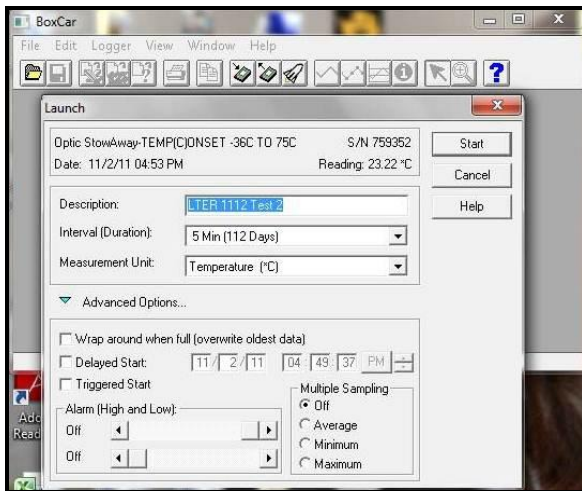 BoxCar
File Edit Logger View Window Help
Launch
Optic StowAway-TEMP(C)ONSET -36C TO 75C S/N 759352
Date: 11/2/11 04:53 PM Reading: 23.22 °C
Start
Cancel
Help
Description: LTER 1112 Test 2
Interval (Duration): 5 Min (112 Days)
Measurement Unit: Temperature (°C)
Advanced Options...
Wrap around when full (overwrite oldest data)
Delayed Start: 11/ 2/ 11 04: 49: 37 PM
Triggered Start
Alarm (High and Low):
Off
Off
Multiple Sampling
Off
Average
Minimum
Maximum
Ado
Read